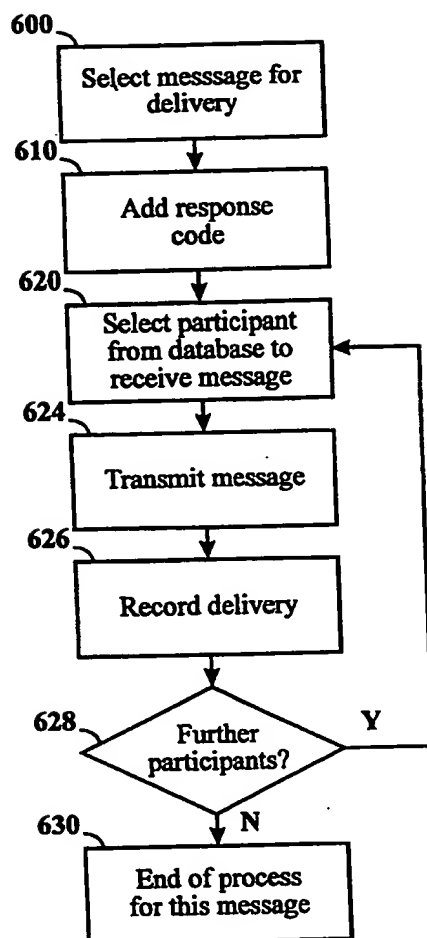 600
Select messsage for
delivery
610
Add response
code
620
Select participant
from database to
receive message
624
Transmit message
626
Record delivery
628
Further
participants?
Y
N
630
End of process
for this message